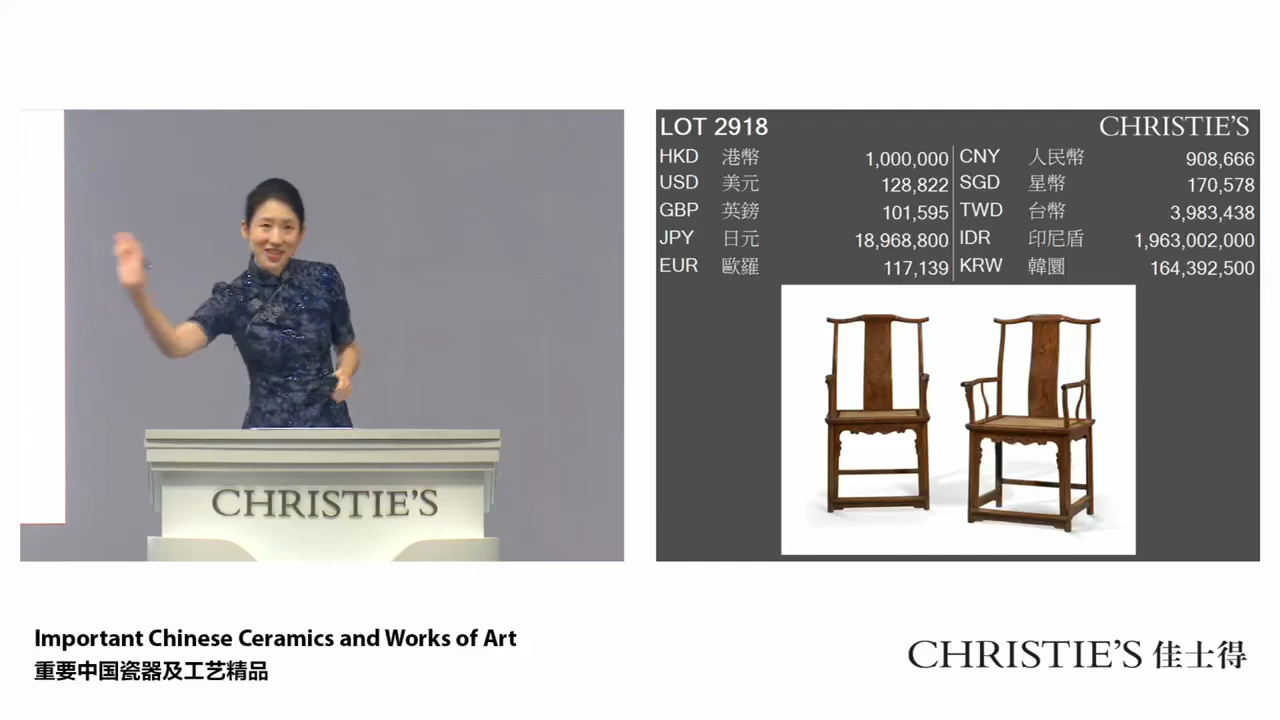 CHRISTIE'S
LOT 2918 CHRISTIE'S
HKD 港幣 1,000,000 CNY 人民幣 908,666
USD 美元 128,822 SGD 星幣 170,578
GBP 英鎊 101,595 TWD 台幣 3,983,438
JPY 日元 18,968,800 IDR 印尼盾 1,963,002,000
EUR 歐羅 117,139 KRW 韓圜 164,392,500
Important Chinese Ceramics and Works of Art
重要中国瓷器及工艺精品
CHRISTIE'S 佳士得